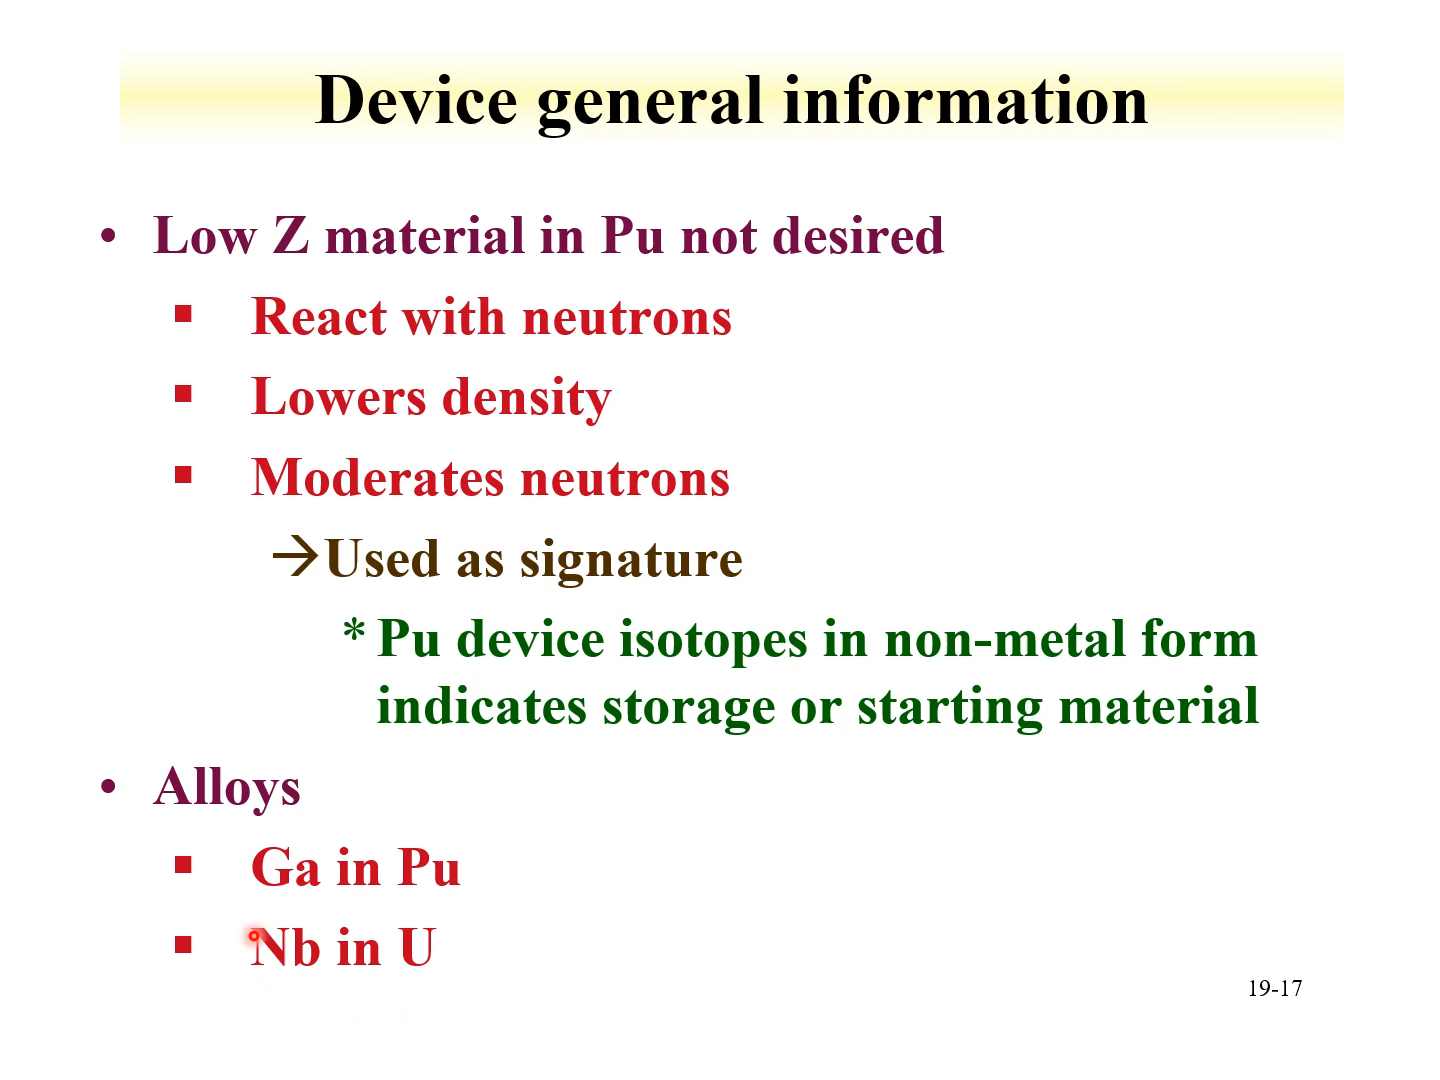 Device general information
• Low Z material in Pu not desired
▪ React with neutrons
▪ Lowers density
▪ Moderates neutrons
→Used as signature
* Pu device isotopes in non-metal form
indicates storage or starting material
• Alloys
▪ Ga in Pu
▪ Nb in U
19-17